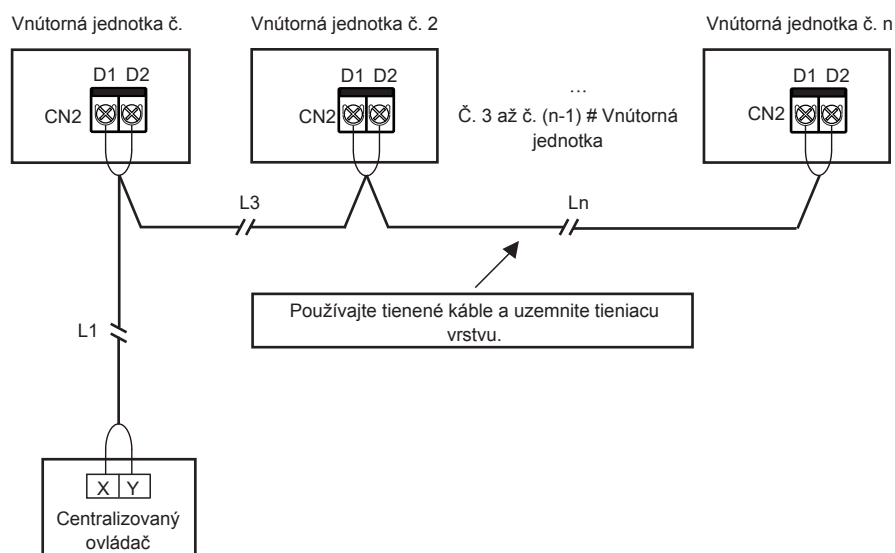 Vnútorná jednotka č.
Vnútorná jednotka č. 2
Vnútorná jednotka č. n
D1 D2
CN2
D1 D2
CN2
...
Č. 3 až č. (n-1) # Vnútorná
jednotka
D1 D2
CN2
L3
Ln
Používajte tienené káble a uzemnite tieniacu
vrstvu.
L1
X Y
Centralizovaný
ovládač